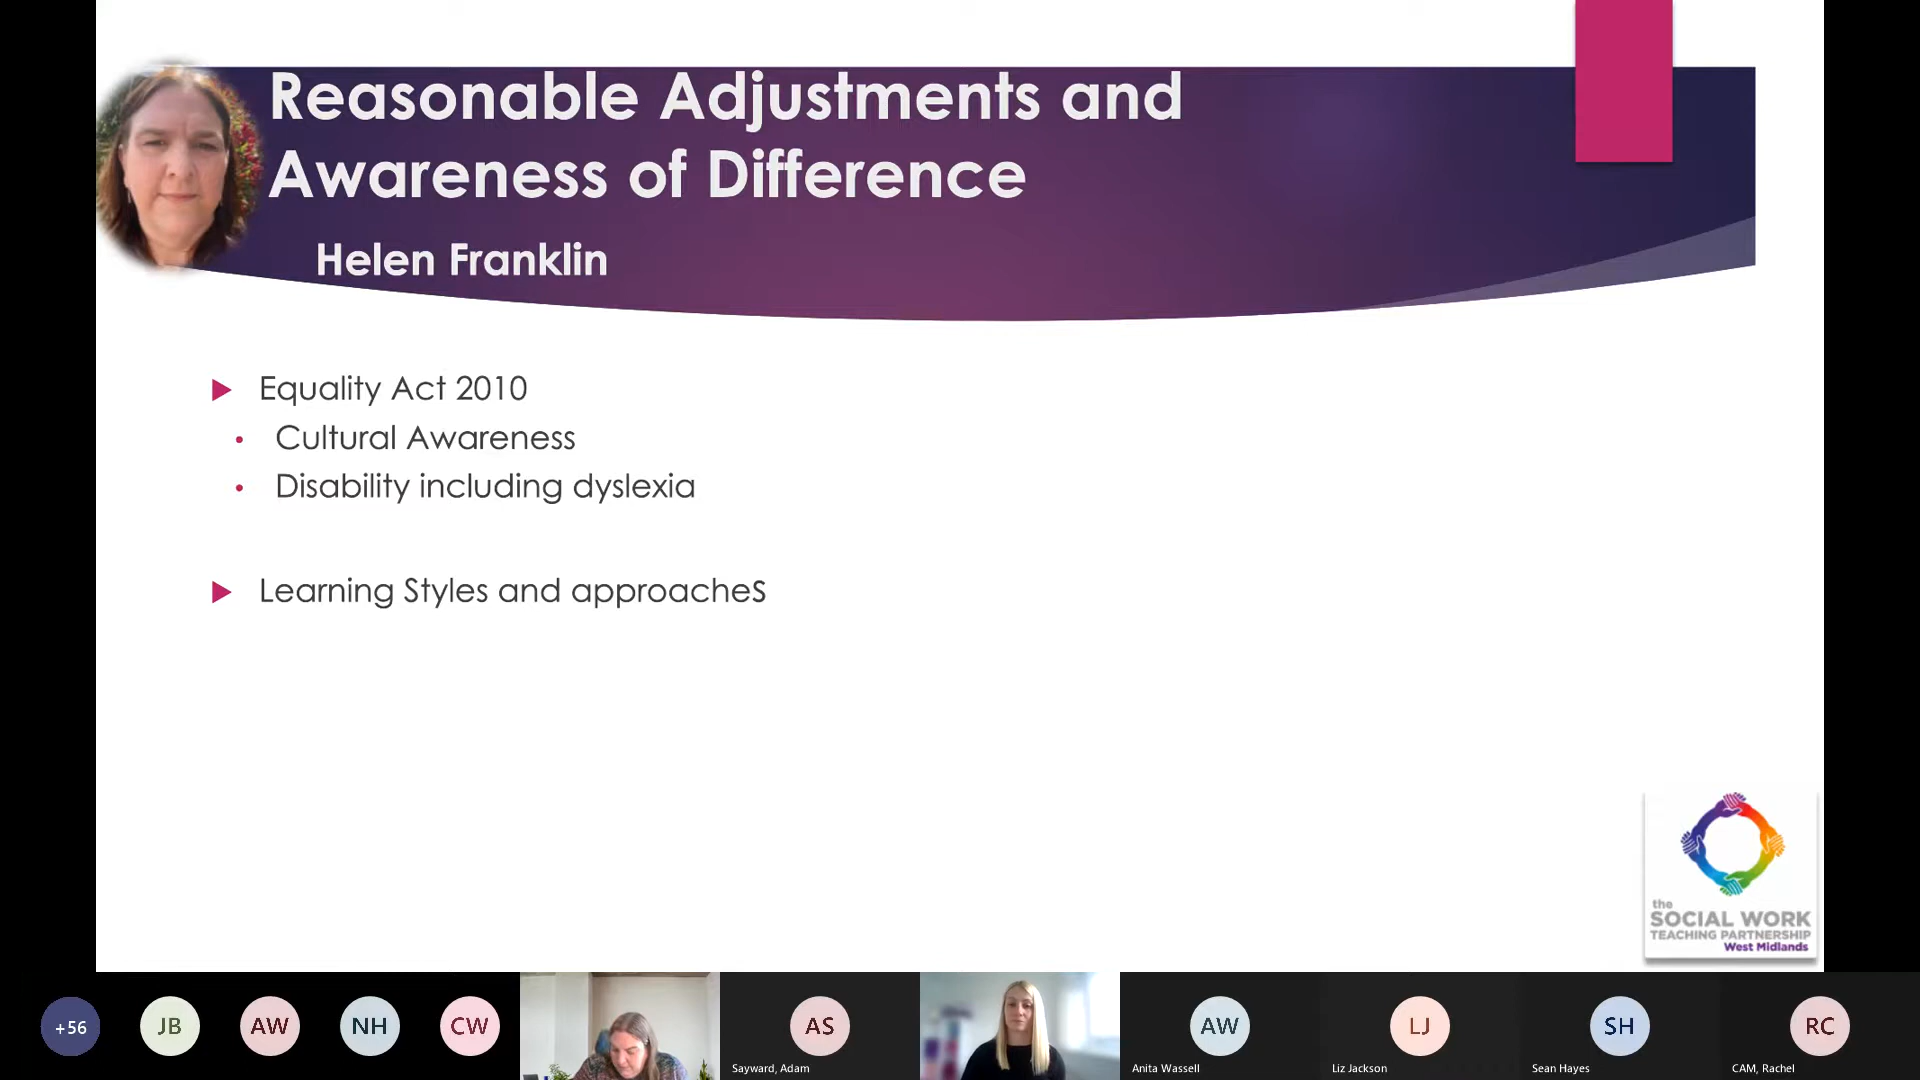 Reasonable Adjustments and
Awareness of Difference
Helen Franklin
Equality Act 2010
Cultural Awareness
Disability including dyslexia
Learning Styles and approaches
the
SOCIAL WORK
TEACHING PARTNERSHIP
West Midlands
+56
JB
AW
NH
CW
AS
Sayward, Adam
AW
Anita Wassell
LJ
Liz Jackson
SH
Sean Hayes
RC
CAM, Rachel